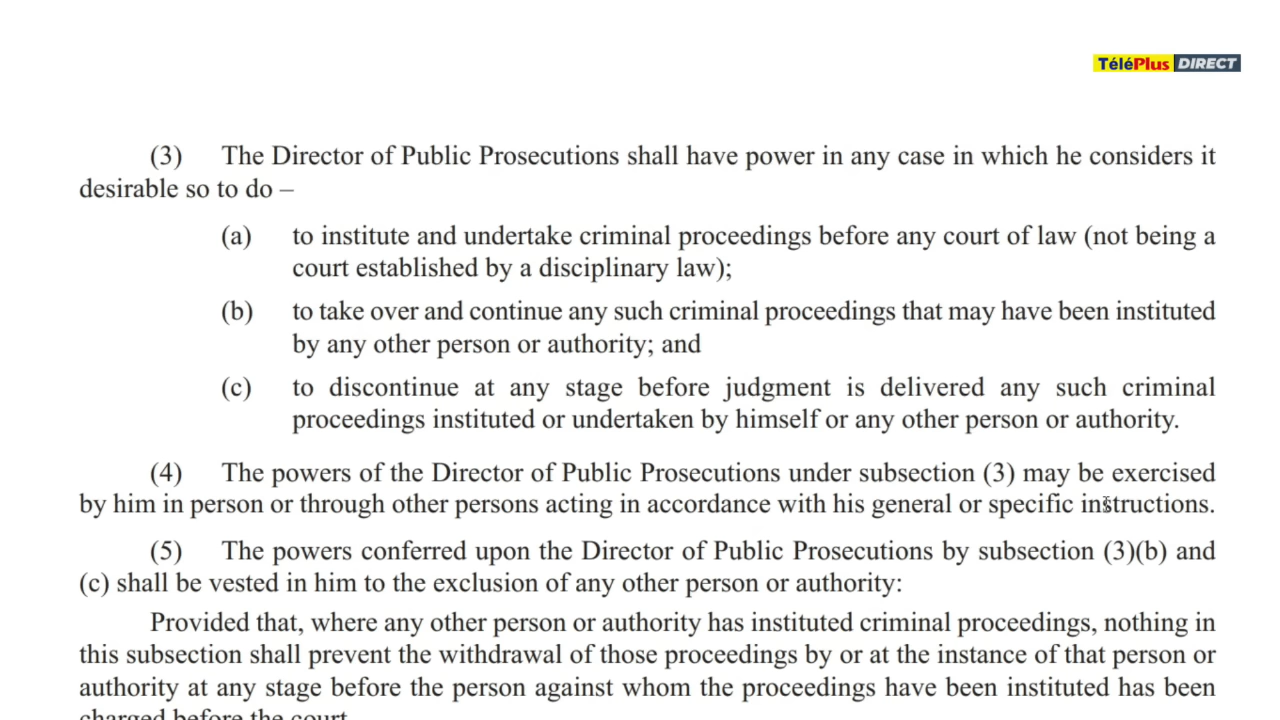 TéléPlus DIRECT
(3) The Director of Public Prosecutions shall have power in any case in which he considers it
desirable so to do –
(a) to institute and undertake criminal proceedings before any court of law (not being a
court established by a disciplinary law);
(b) to take over and continue any such criminal proceedings that may have been instituted
by any other person or authority; and
(c) to discontinue at any stage before judgment is delivered any such criminal
proceedings instituted or undertaken by himself or any other person or authority.
(4) The powers of the Director of Public Prosecutions under subsection (3) may be exercised
by him in person or through other persons acting in accordance with his general or specific instructions.
(5) The powers conferred upon the Director of Public Prosecutions by subsection (3)(b) and
(c) shall be vested in him to the exclusion of any other person or authority:
Provided that, where any other person or authority has instituted criminal proceedings, nothing in
this subsection shall prevent the withdrawal of those proceedings by or at the instance of that person or
authority at any stage before the person against whom the proceedings have been instituted has been
charged before the court